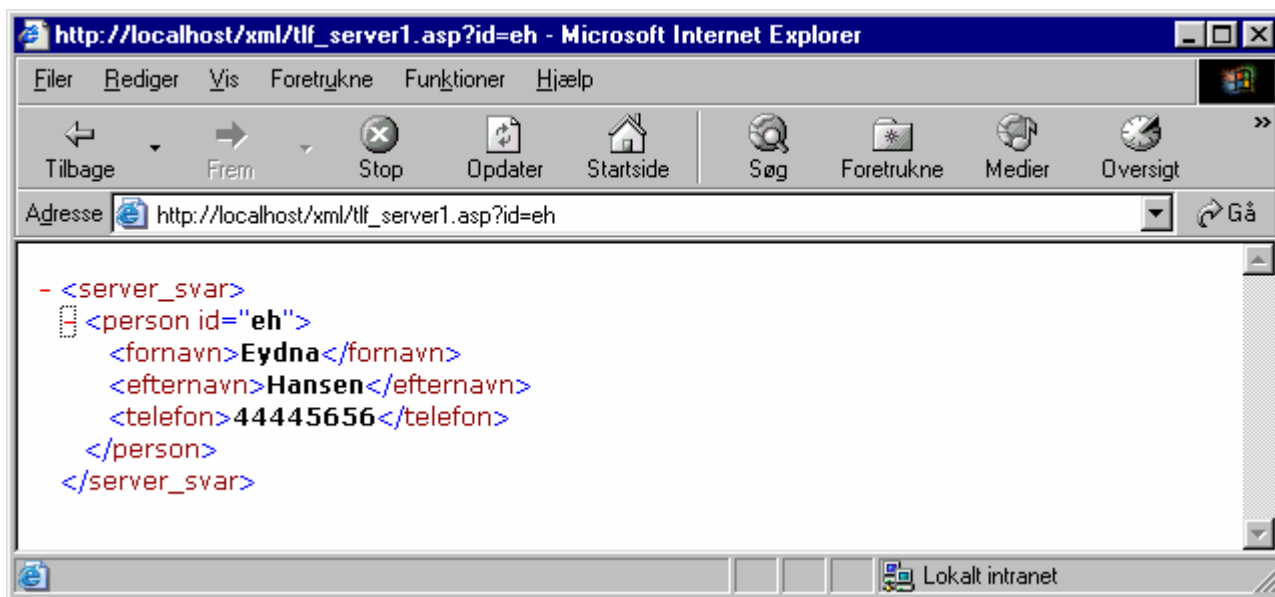 http://localhost/xml/tlf_server1.asp?id=eh - Microsoft Internet Explorer
Filer Rediger Vis Foretrukne Funktioner Hjælp
Tilbage Frem Stop Opdater Startside Søg Foretrukne Medier Oversigt »
Adresse http://localhost/xml/tlf_server1.asp?id=eh Gå
- <server_svar>
- <person id="eh">
<fornavn>Eydna</fornavn>
<efternavn>Hansen</efternavn>
<telefon>44445656</telefon>
</person>
</server_svar>
Lokalt intranet